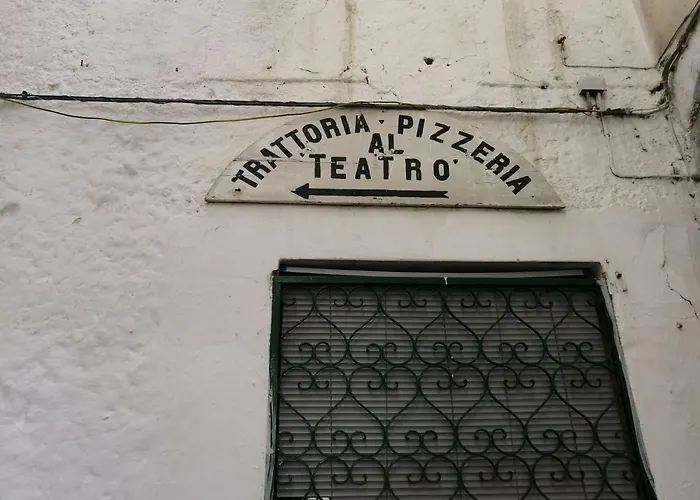 TRATTORIA · PIZZERIA
AL
"TEATRO"